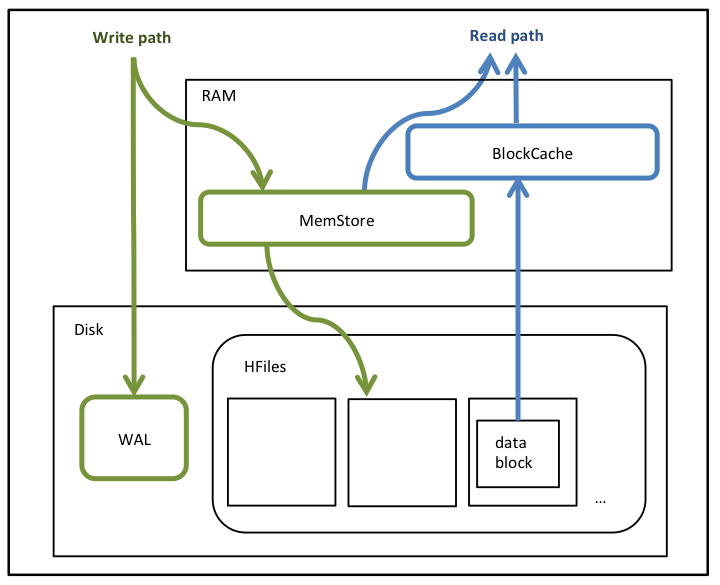 Write path
Read path
RAM
BlockCache
MemStore
Disk
HFiles
WAL
data
block
...